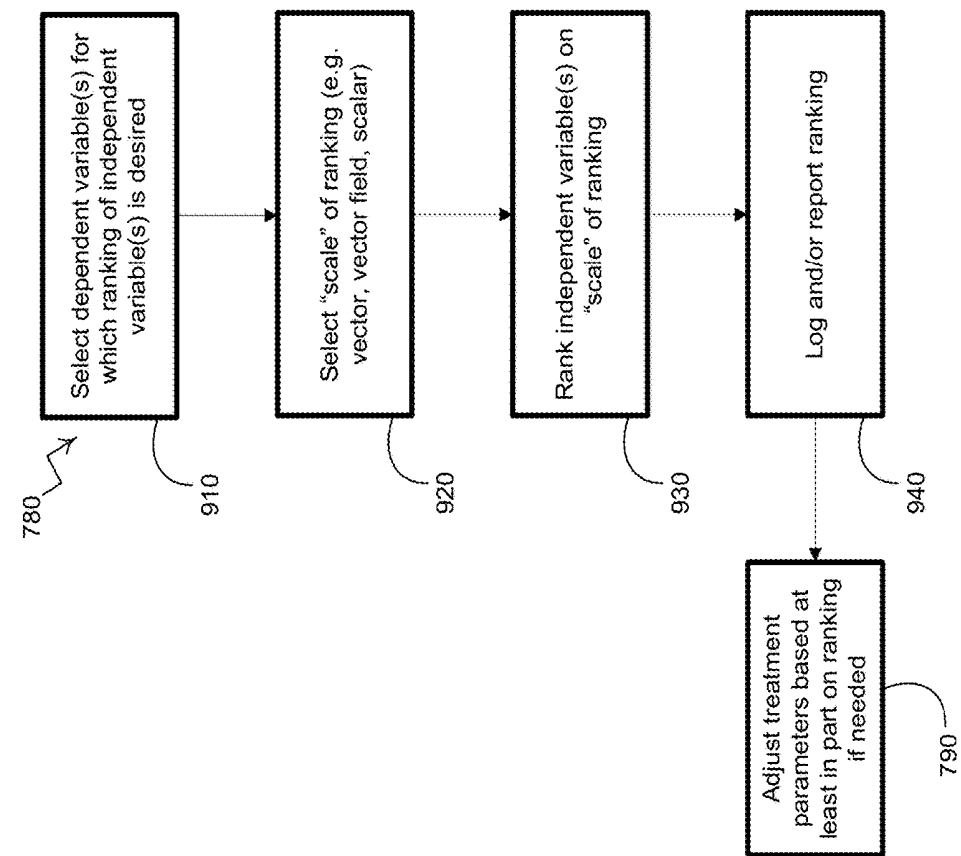 780
Select dependent variable(s) for
which ranking of independent
variable(s) is desired
910
Select “scale” of ranking (e.g.
vector, vector field, scalar)
920
Rank independent variable(s) on
“scale” of ranking
930
Log and/or report ranking
940
Adjust treatment
parameters based at
least in part on ranking
if needed
790